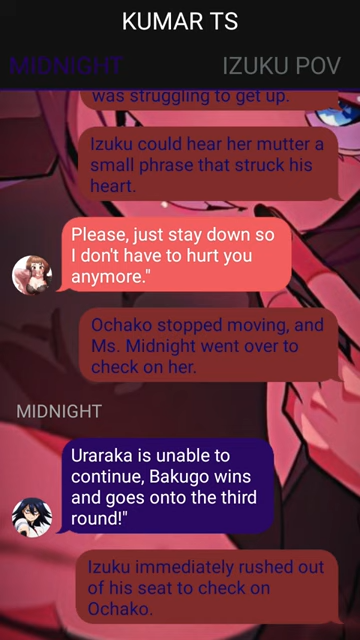 KUMAR TS
MIDNIGHT
IZUKU POV
was struggling to get up.
Izuku could hear her mutter a
small phrase that struck his
heart.
Please, just stay down so
I don't have to hurt you
anymore."
Ochako stopped moving, and
Ms. Midnight went over to
check on her.
MIDNIGHT
Uraraka is unable to
continue, Bakugo wins
and goes onto the third
round!"
Izuku immediately rushed out
of his seat to check on
Ochako.